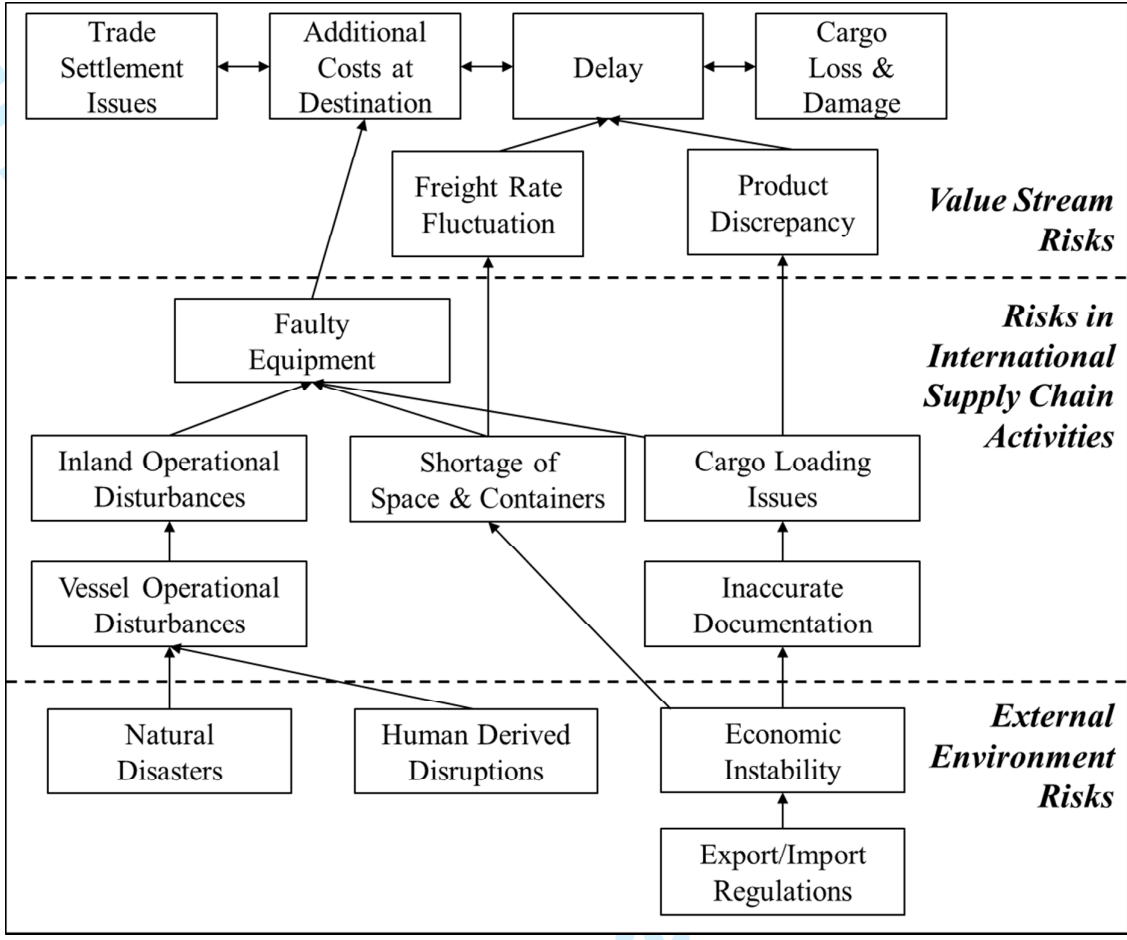 Trade
Settlement
Issues
Additional
Costs at
Destination
Delay
Cargo
Loss &
Damage
Freight Rate
Fluctuation
Product
Discrepancy
Value Stream
Risks
Faulty
Equipment
Risks in
International
Supply Chain
Activities
Inland Operational
Disturbances
Shortage of
Space & Containers
Cargo Loading
Issues
Vessel Operational
Disturbances
Inaccurate
Documentation
Natural
Disasters
Human Derived
Disruptions
Economic
Instability
External
Environment
Risks
Export/Import
Regulations